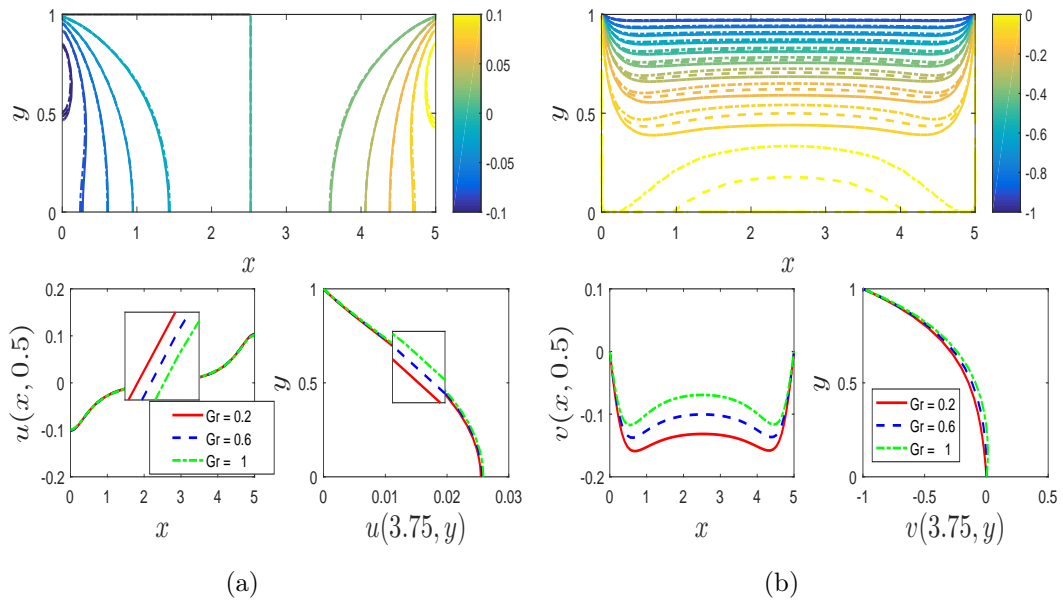 1
0.5
0
y
0 1 2 3 4 5
x
0.1
0.05
0
-0.05
-0.1
1
0.5
0
y
0 1 2 3 4 5
x
0
-0.2
-0.4
-0.6
-0.8
-1
0.2
0.1
0
-0.1
-0.2
u(x, 0.5)
0 1 2 3 4 5
x
Gr = 0.2
Gr = 0.6
Gr = 1
1
0.5
0
y
0 0.01 0.02 0.03
u(3.75, y)
0.1
0
-0.1
-0.2
v(x, 0.5)
0 1 2 3 4 5
x
1
0.5
0
y
Gr = 0.2
Gr = 0.6
Gr = 1
-1 -0.5 0 0.5
v(3.75, y)
(a)
(b)